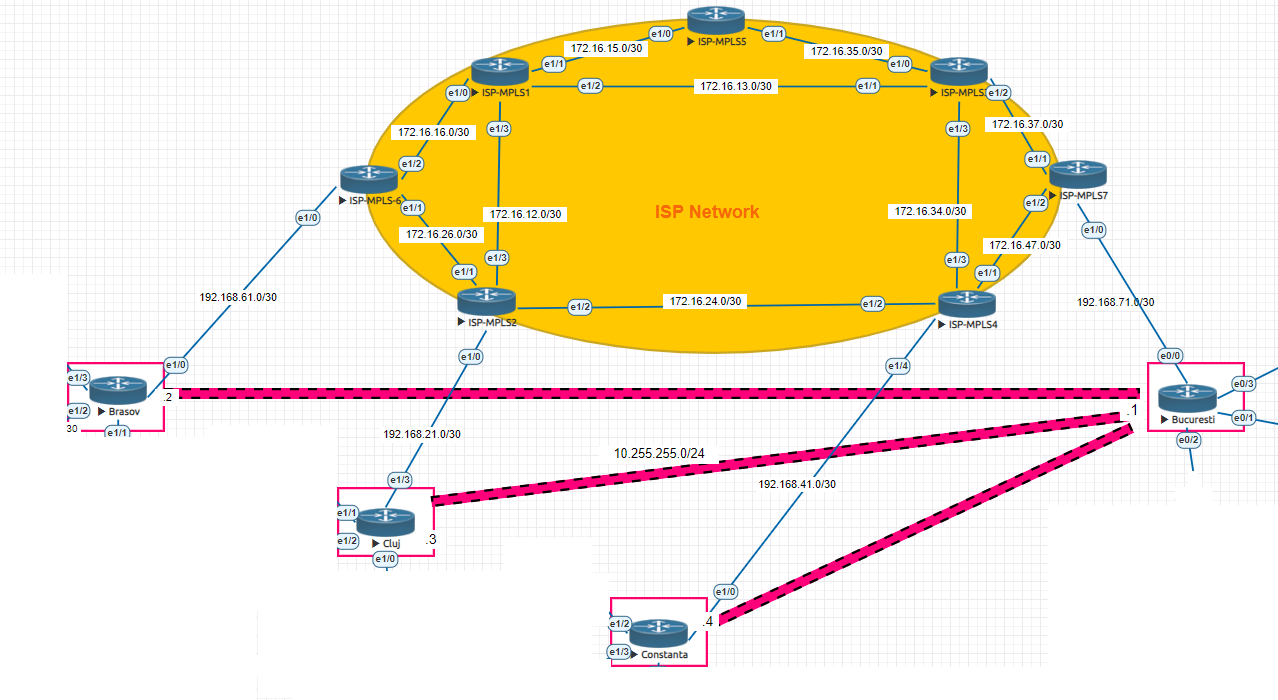 ISP-MPLS5
e1/0
e1/1
172.16.15.0/30
172.16.35.0/30
e1/1
e1/0
ISP-MPLS1
e1/0
e1/2
172.16.13.0/30
e1/1
e1/2
e1/3
172.16.16.0/30
e1/3
172.16.37.0/30
e1/2
e1/1
ISP-MPLS-6
ISP-MPLS7
e1/0
e1/1
172.16.12.0/30
ISP Network
172.16.34.0/30
e1/2
e1/0
172.16.26.0/30
172.16.47.0/30
e1/3
e1/3
e1/1
e1/1
192.168.61.0/30
ISP-MPLS2
e1/2
172.16.24.0/30
e1/2
ISP-MPLS4
192.168.71.0/30
e1/0
e1/4
e0/0
e1/0
e1/3
e1/2
Brasov
.2
30
e1/1
e0/3
.1
Bucuresti
e0/1
e0/2
192.168.21.0/30
10.255.255.0/24
e1/3
192.168.41.0/30
e1/1
e1/2
Cluj
.3
e1/0
e1/0
e1/2
.4
e1/3
Constanta